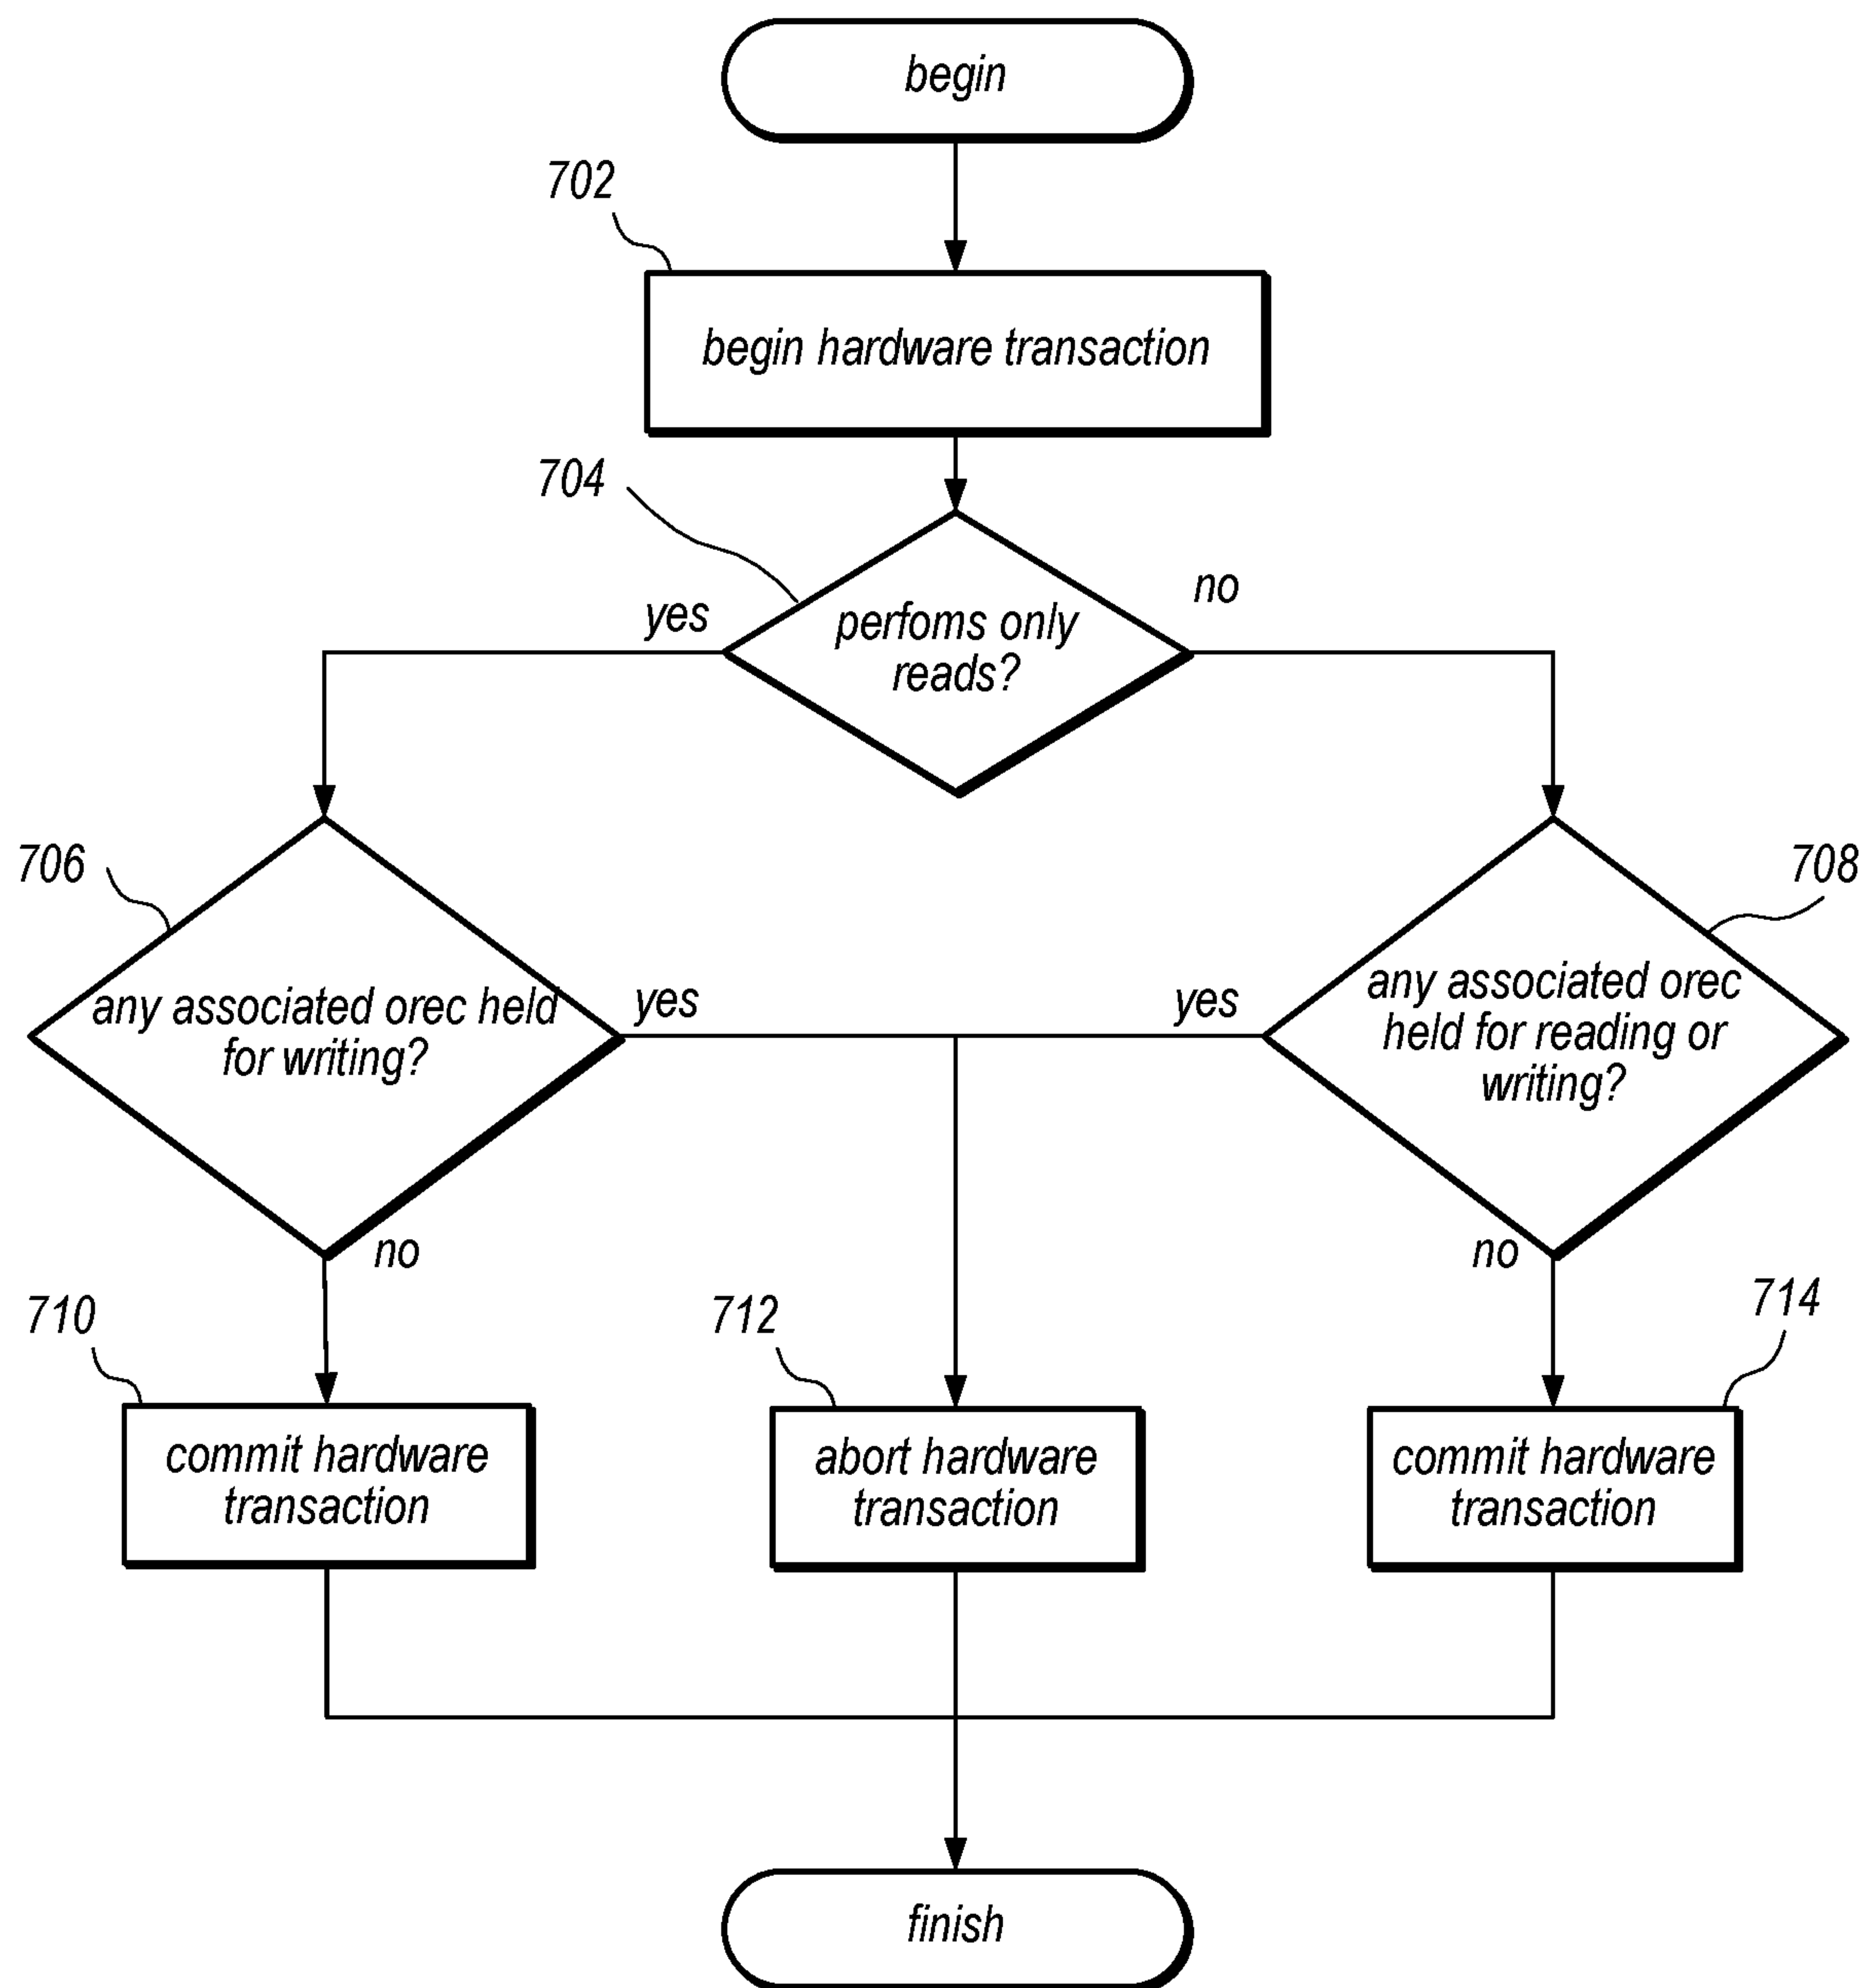 begin
702
begin hardware transaction
704
yes
no
perfoms only
reads?
706
708
any associated orec held
for writing?
yes
yes
any associated orec
held for reading or
writing?
no
no
710
712
714
commit hardware
transaction
abort hardware
transaction
commit hardware
transaction
finish